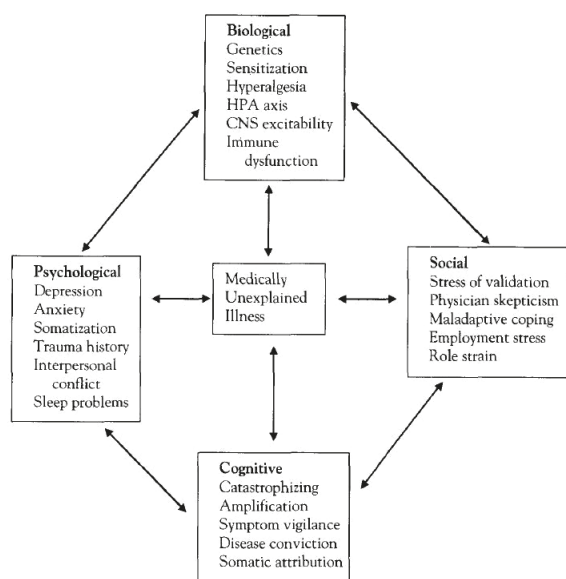 Biological
Genetics
Sensitization
Hyperalgesia
HPA axis
CNS excitability
Immune
dysfunction
Psychological
Depression
Anxiety
Somatization
Trauma history
Interpersonal
conflict
Sleep problems
Medically
Unexplained
Illness
Social
Stress of validation
Physician skepticism
Maladaptive coping
Employment stress
Role strain
Cognitive
Catastrophizing
Amplification
Symptom vigilance
Disease conviction
Somatic attribution